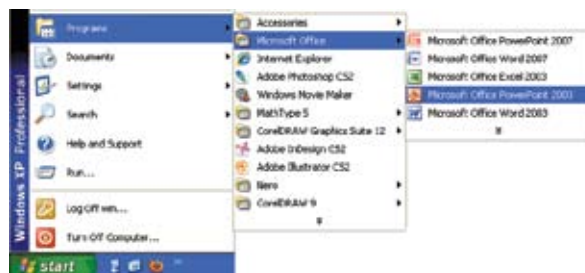 Windows XP Professional
Programs
Documents
Settings
Search
Help and Support
Run...
Log Off win...
Turn Off Computer...
start
Accessories
Microsoft Office
Internet Explorer
Adobe Photoshop CS2
Windows Movie Maker
MathType 5
CorelDRAW Graphics Suite 12
Adobe InDesign CS2
Adobe Illustrator CS2
Nero
CorelDRAW 9
Microsoft Office PowerPoint 2007
Microsoft Office Word 2007
Microsoft Office Excel 2003
Microsoft Office PowerPoint 2003
Microsoft Office Word 2003